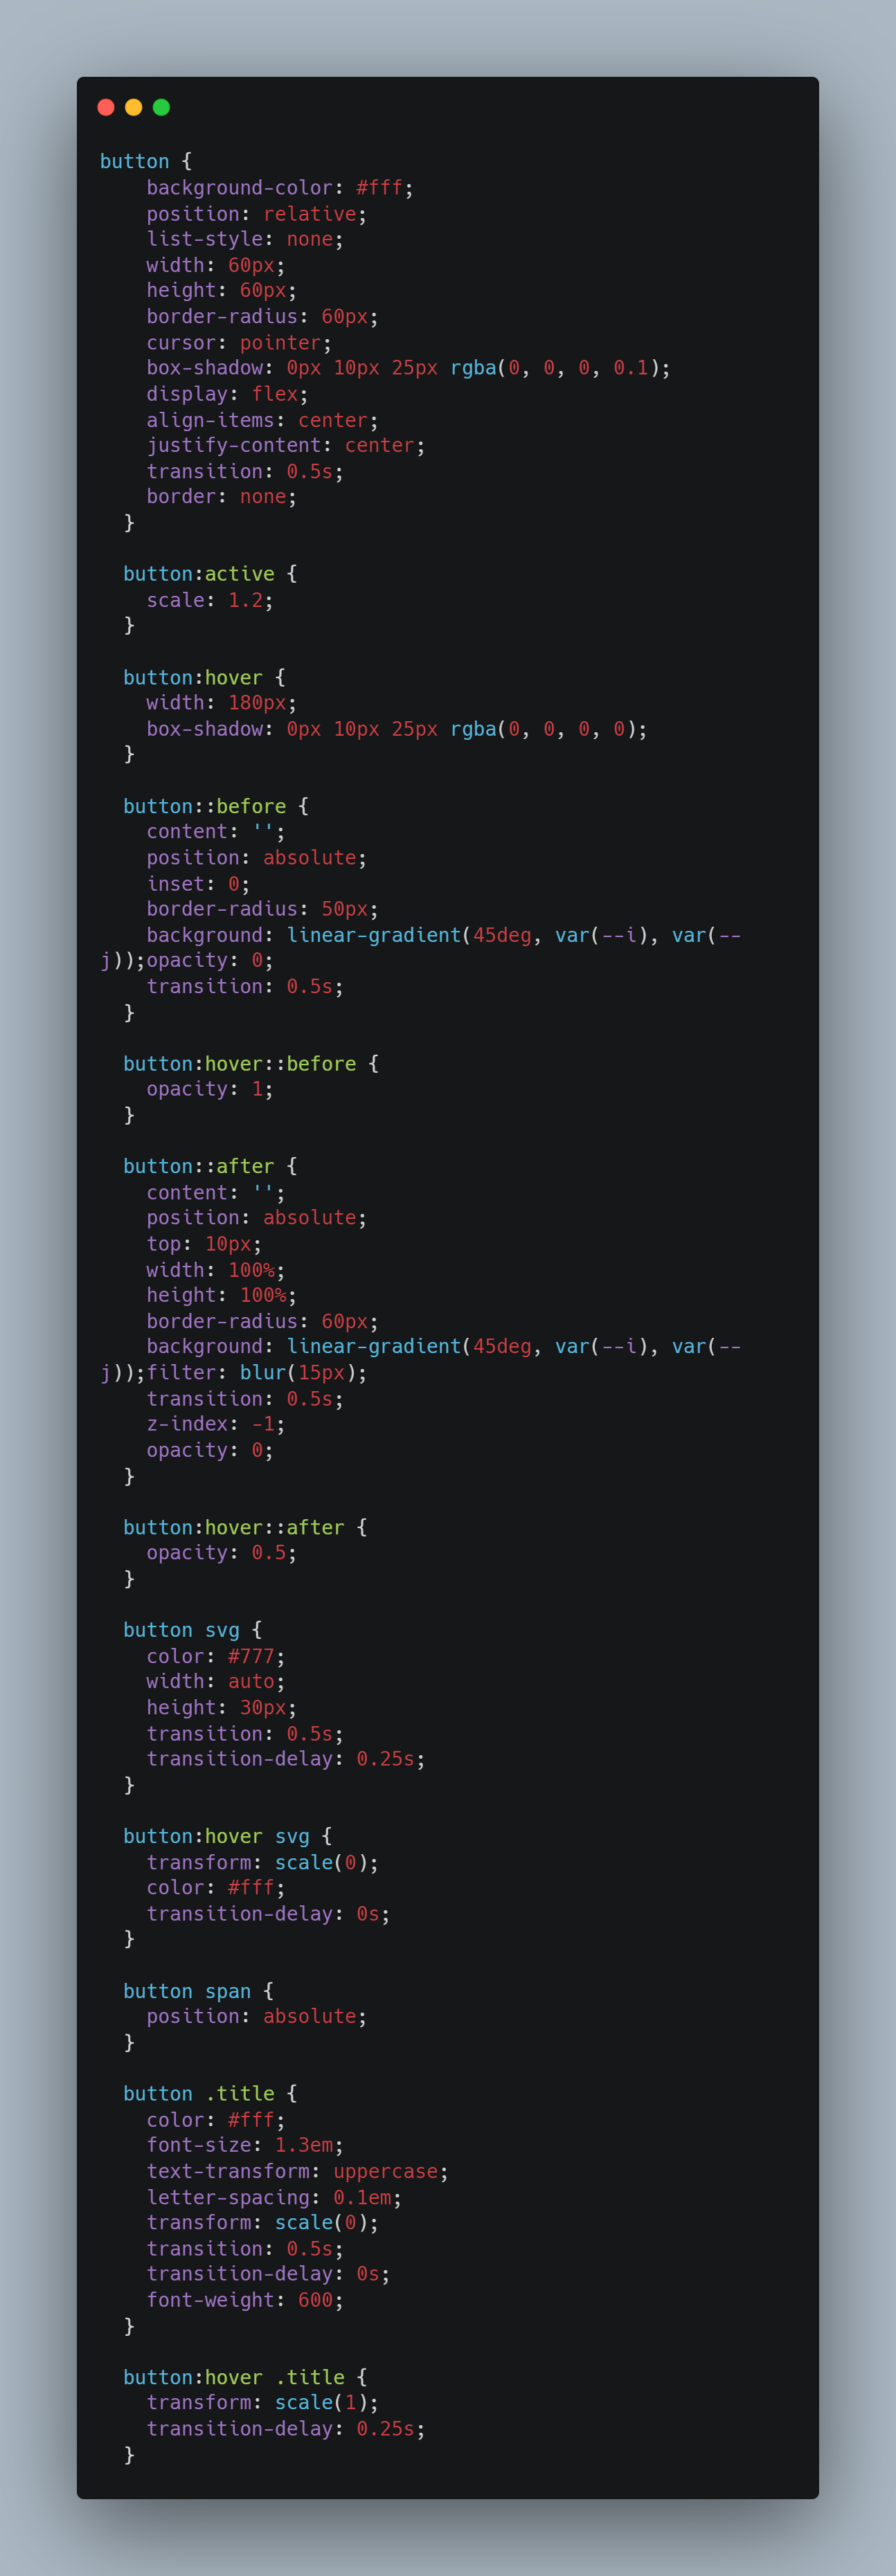 button {
    background-color: #fff;
    position: relative;
    list-style: none;
    width: 60px;
    height: 60px;
    border-radius: 60px;
    cursor: pointer;
    box-shadow: 0px 10px 25px rgba(0, 0, 0, 0.1);
    display: flex;
    align-items: center;
    justify-content: center;
    transition: 0.5s;
    border: none;
  }

  button:active {
    scale: 1.2;
  }

  button:hover {
    width: 180px;
    box-shadow: 0px 10px 25px rgba(0, 0, 0, 0);
  }

  button::before {
    content: '';
    position: absolute;
    inset: 0;
    border-radius: 50px;
    background: linear-gradient(45deg, var(--i), var(--
j));opacity: 0;
    transition: 0.5s;
  }

  button:hover::before {
    opacity: 1;
  }

  button::after {
    content: '';
    position: absolute;
    top: 10px;
    width: 100%;
    height: 100%;
    border-radius: 60px;
    background: linear-gradient(45deg, var(--i), var(--
j));filter: blur(15px);
    transition: 0.5s;
    z-index: -1;
    opacity: 0;
  }

  button:hover::after {
    opacity: 0.5;
  }

  button svg {
    color: #777;
    width: auto;
    height: 30px;
    transition: 0.5s;
    transition-delay: 0.25s;
  }

  button:hover svg {
    transform: scale(0);
    color: #fff;
    transition-delay: 0s;
  }

  button span {
    position: absolute;
  }

  button .title {
    color: #fff;
    font-size: 1.3em;
    text-transform: uppercase;
    letter-spacing: 0.1em;
    transform: scale(0);
    transition: 0.5s;
    transition-delay: 0s;
    font-weight: 600;
  }

  button:hover .title {
    transform: scale(1);
    transition-delay: 0.25s;
  }